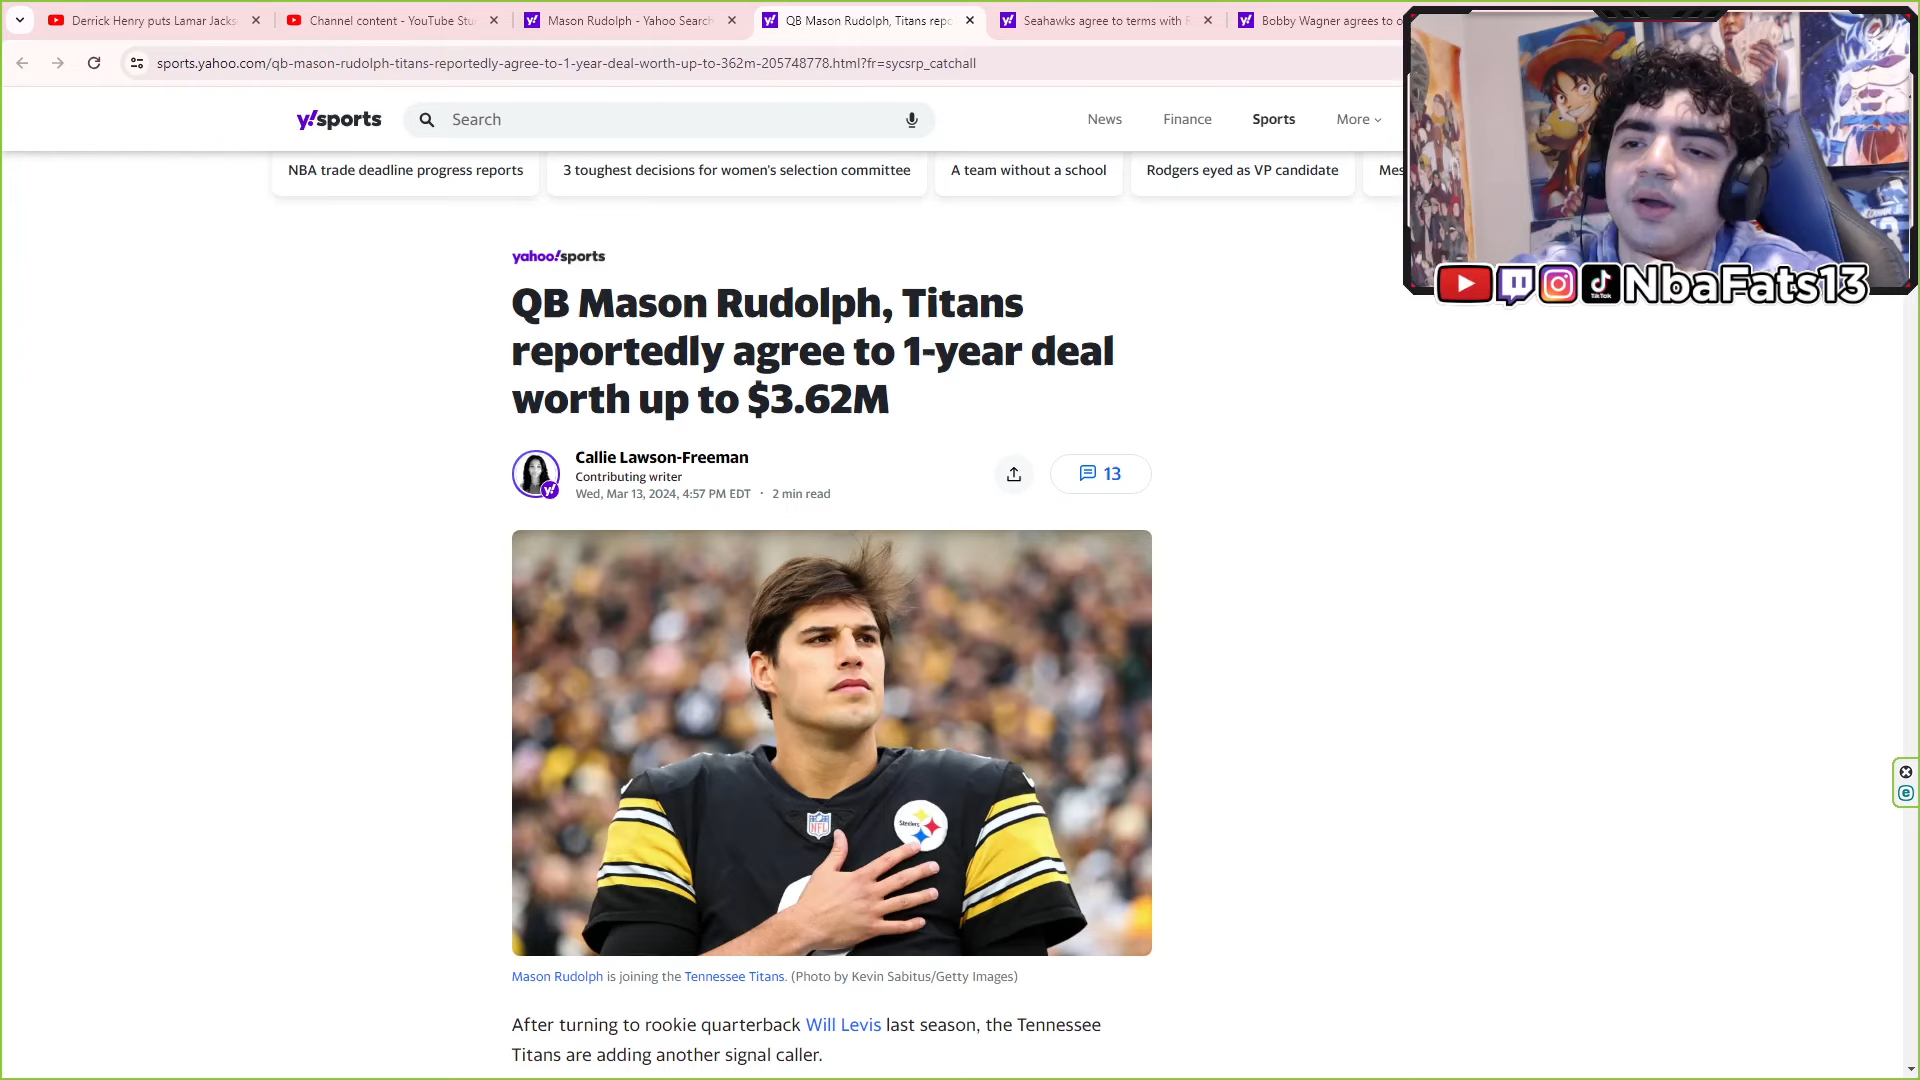 Derrick Henry puts Lamar Jacks
Channel content - YouTube Stu
Mason Rudolph - Yahoo Search
QB Mason Rudolph, Titans repo
Seahawks agree to terms with
Bobby Wagner agrees to o
sports.yahoo.com/qb-mason-rudolph-titans-reportedly-agree-to-1-year-deal-worth-up-to-362m-205748778.html?fr=sycsrp_catchall
y!sports
Search
News
Finance
Sports
More
NBA trade deadline progress reports
3 toughest decisions for women's selection committee
A team without a school
Rodgers eyed as VP candidate
Mes
TikTok
NbaFats13
yahoo!sports
QB Mason Rudolph, Titans
reportedly agree to 1-year deal
worth up to $3.62M
Callie Lawson-Freeman
Contributing writer
Wed, Mar 13, 2024, 4:57 PM EDT · 2 min read
y!
13
NFL
Steelers
Mason Rudolph is joining the Tennessee Titans. (Photo by Kevin Sabitus/Getty Images)
After turning to rookie quarterback Will Levis last season, the Tennessee
Titans are adding another signal caller.